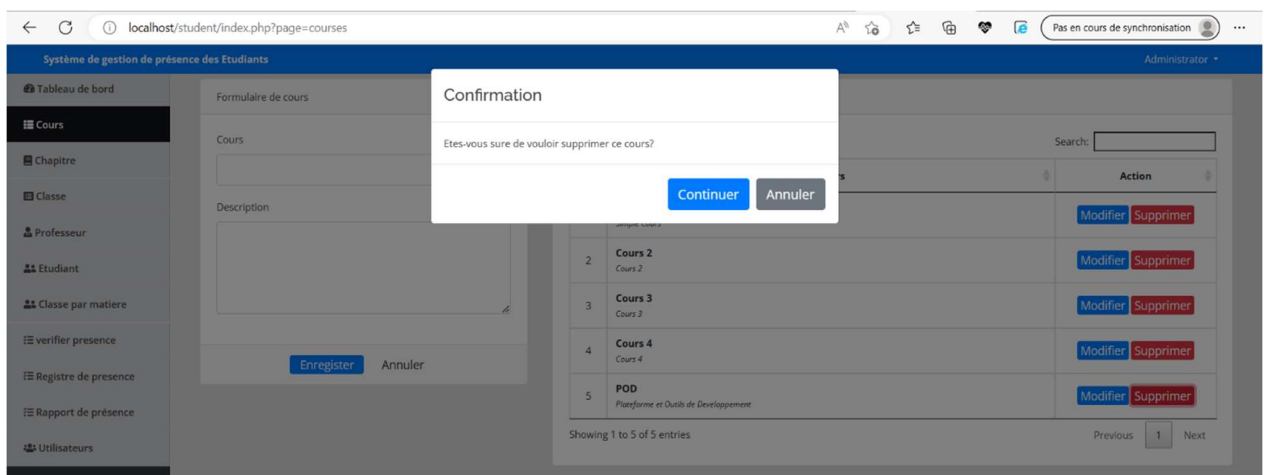 localhost/student/index.php?page=courses
Pas en cours de synchronisation
Système de gestion de présence des Etudiants
Administrator
Tableau de bord
Cours
Chapitre
Classe
Professeur
Etudiant
Classe par matiere
verifier presence
Registre de presence
Rapport de présence
Utilisateurs
Formulaire de cours
Cours
Description
Enregister Annuler
Confirmation
Etes-vous sure de vouloir supprimer ce cours?
Continuer Annuler
Search:
Action
Simple Cours
Modifier Supprimer
2 Cours 2
Cours 2
Modifier Supprimer
3 Cours 3
Cours 3
Modifier Supprimer
4 Cours 4
Cours 4
Modifier Supprimer
5 POD
Plateforme et Outils de Developpement
Modifier Supprimer
Showing 1 to 5 of 5 entries
Previous 1 Next